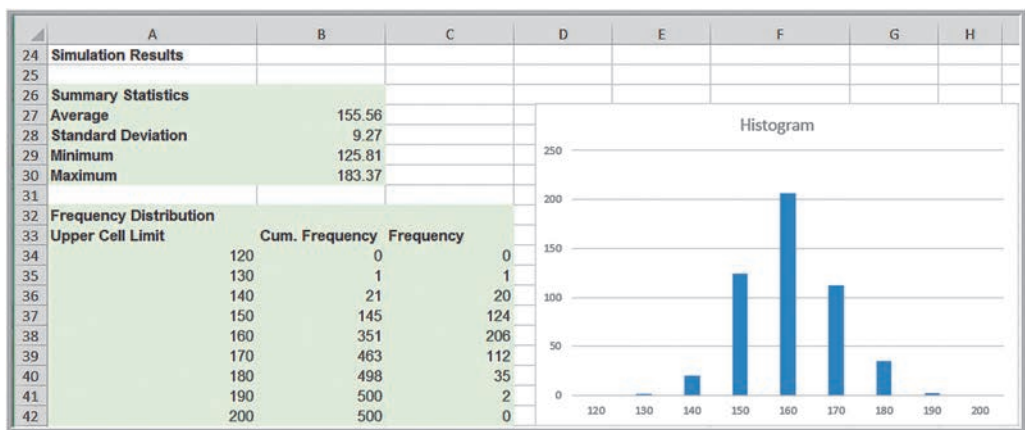 A B C D E F G H
24 Simulation Results
25
26 Summary Statistics
27 Average 155.56
28 Standard Deviation 9.27
29 Minimum 125.81
30 Maximum 183.37
31
32 Frequency Distribution
33 Upper Cell Limit Cum. Frequency Frequency
34 120 0 0
35 130 1 1
36 140 21 20
37 150 145 124
38 160 351 206
39 170 463 112
40 180 498 35
41 190 500 2
42 200 500 0
Histogram
250
200
150
100
50
0
120 130 140 150 160 170 180 190 200